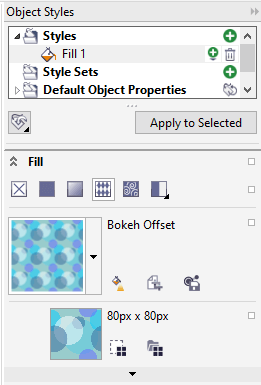 Object Styles
Styles
Fill 1
Style Sets
Default Object Properties
Apply to Selected
Fill
Bokeh Offset
80px x 80px